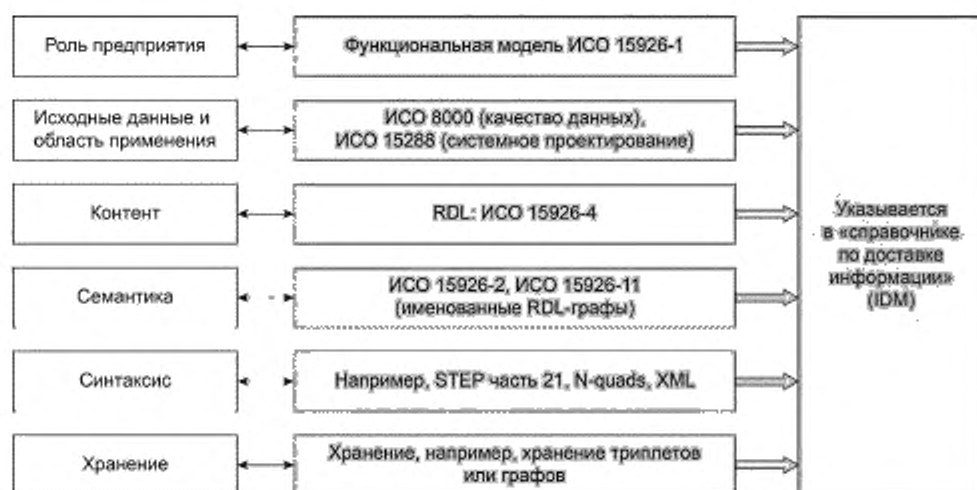 Роль предприятия
Функциональная модель ИСО 15926-1
Исходные данные и
область применения
ИСО 8000 (качество данных),
ИСО 15288 (системное проектирование)
Контент
RDL: ИСО 15926-4
Указывается
в «справочнике
по доставке
информации»
(IDM)
Семантика
ИСО 15926-2, ИСО 15926-11
(именованные RDL-графы)
Синтаксис
Например, STEP часть 21, N-quads, XML
Хранение
Хранение, например, хранение триплетов
или графов